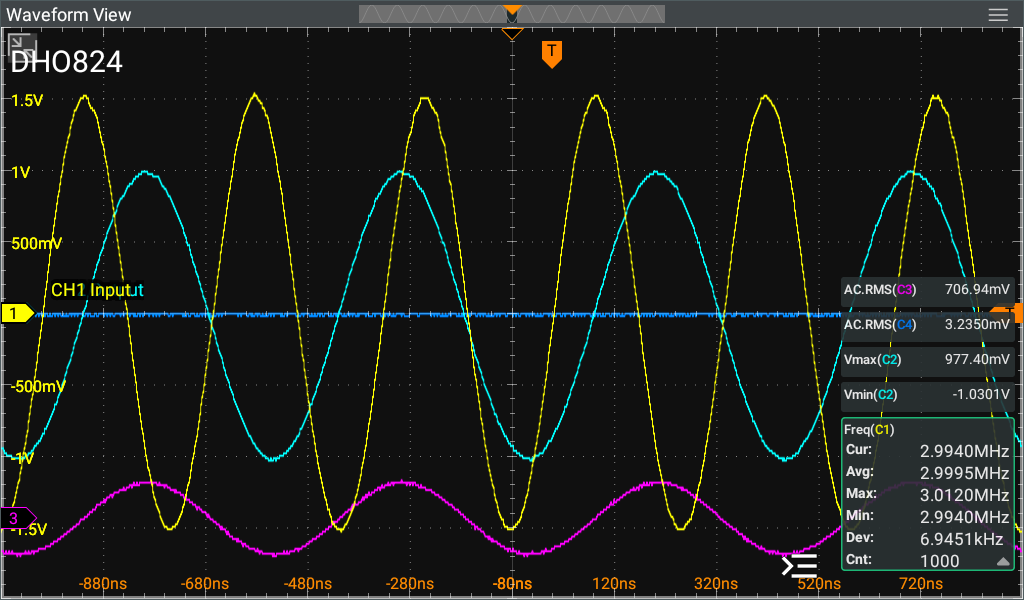 Waveform View
T
DHO824
1.5V
1V
500mV
CH1 Input
1
-500mV
-1V
3
-1.5V
AC.RMS(C3) 706.94mV
AC.RMS(C4) 3.2350mV
Vmax(C2) 977.40mV
Vmin(C2) -1.0301V
Freq(C1)
Cur: 2.9940MHz
Avg: 2.9995MHz
Max: 3.0120MHz
Min: 2.9940MHz
Dev: 6.9451kHz
Cnt: 1000
-880ns -680ns -480ns -280ns -80ns 120ns 320ns 520ns 720ns